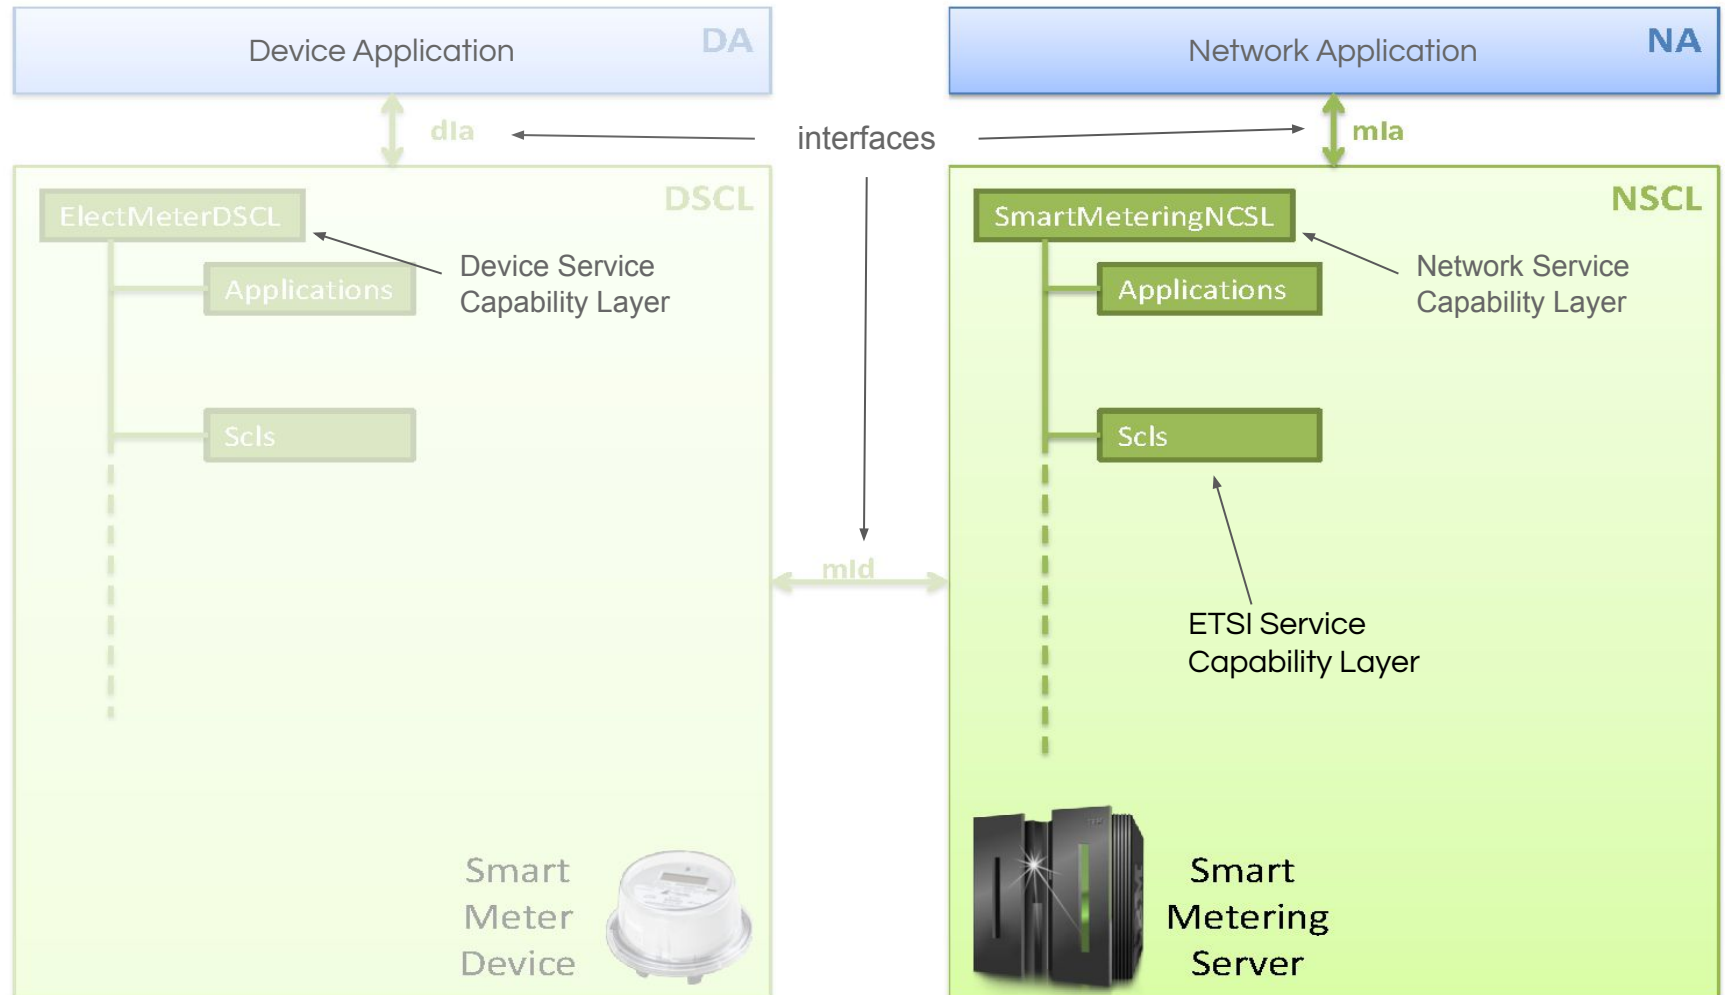 Device Application
DA
Network Application
NA
dIa
interfaces
mIa
DSCL
NSCL
ElectMeterDSCL
SmartMeteringNCSL
Device Service
Capability Layer
Network Service
Capability Layer
Applications
Applications
Scls
Scls
mId
ETSI Service
Capability Layer
Smart
Meter
Device
Smart
Metering
Server